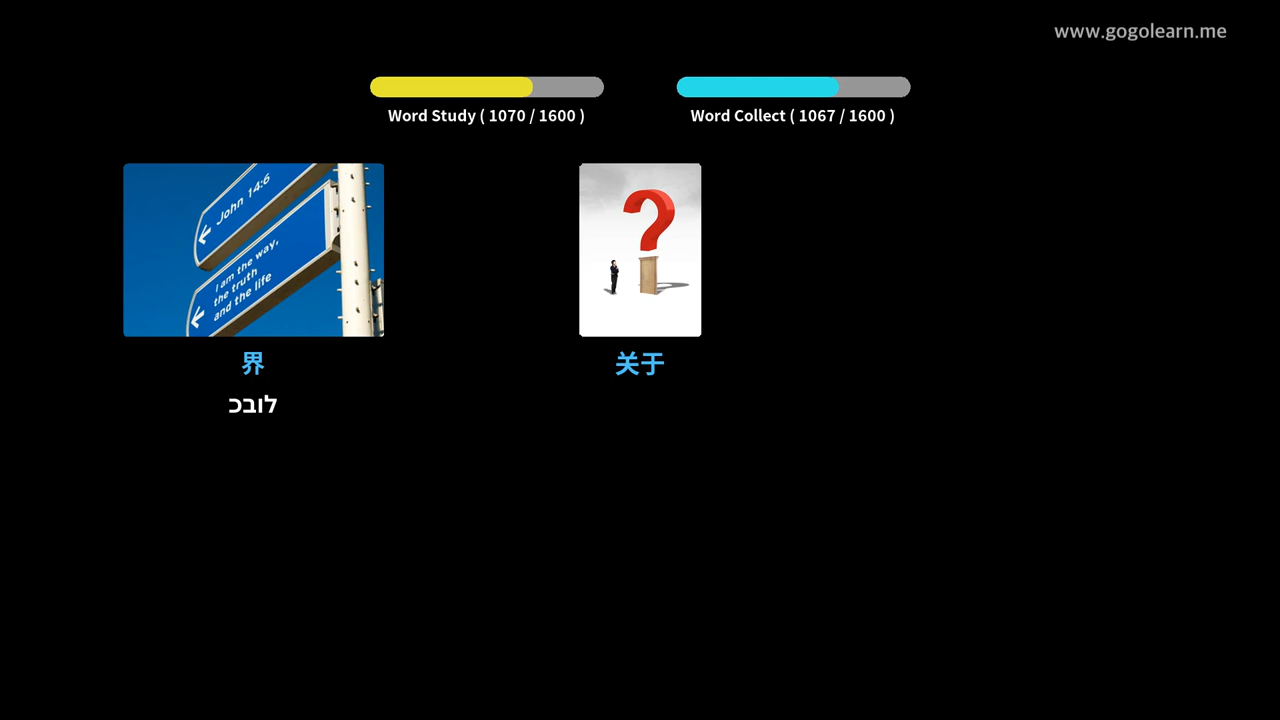 www.gogolearn.me
Word Study ( 1070 / 1600 )
Word Collect ( 1067 / 1600 )
John 14:6
I am the way,
the truth
and the life
界
לובכ
关于